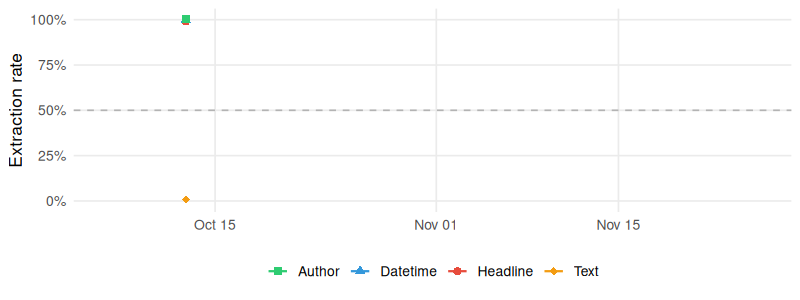 Extraction rate
100%
75%
50%
25%
0%
Oct 15 Nov 01 Nov 15
Author Datetime Headline Text